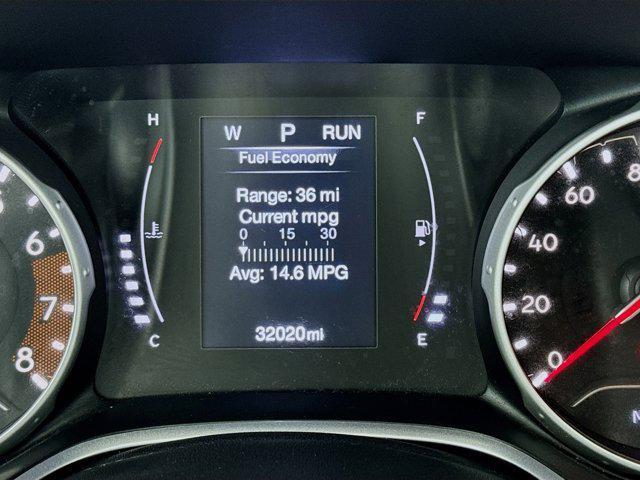 H
F
W P RUN
Fuel Economy
Range: 36 mi
Current mpg
0 15 30
Avg: 14.6 MPG
32020mi
C
E
6
7
8
80
60
40
20
0